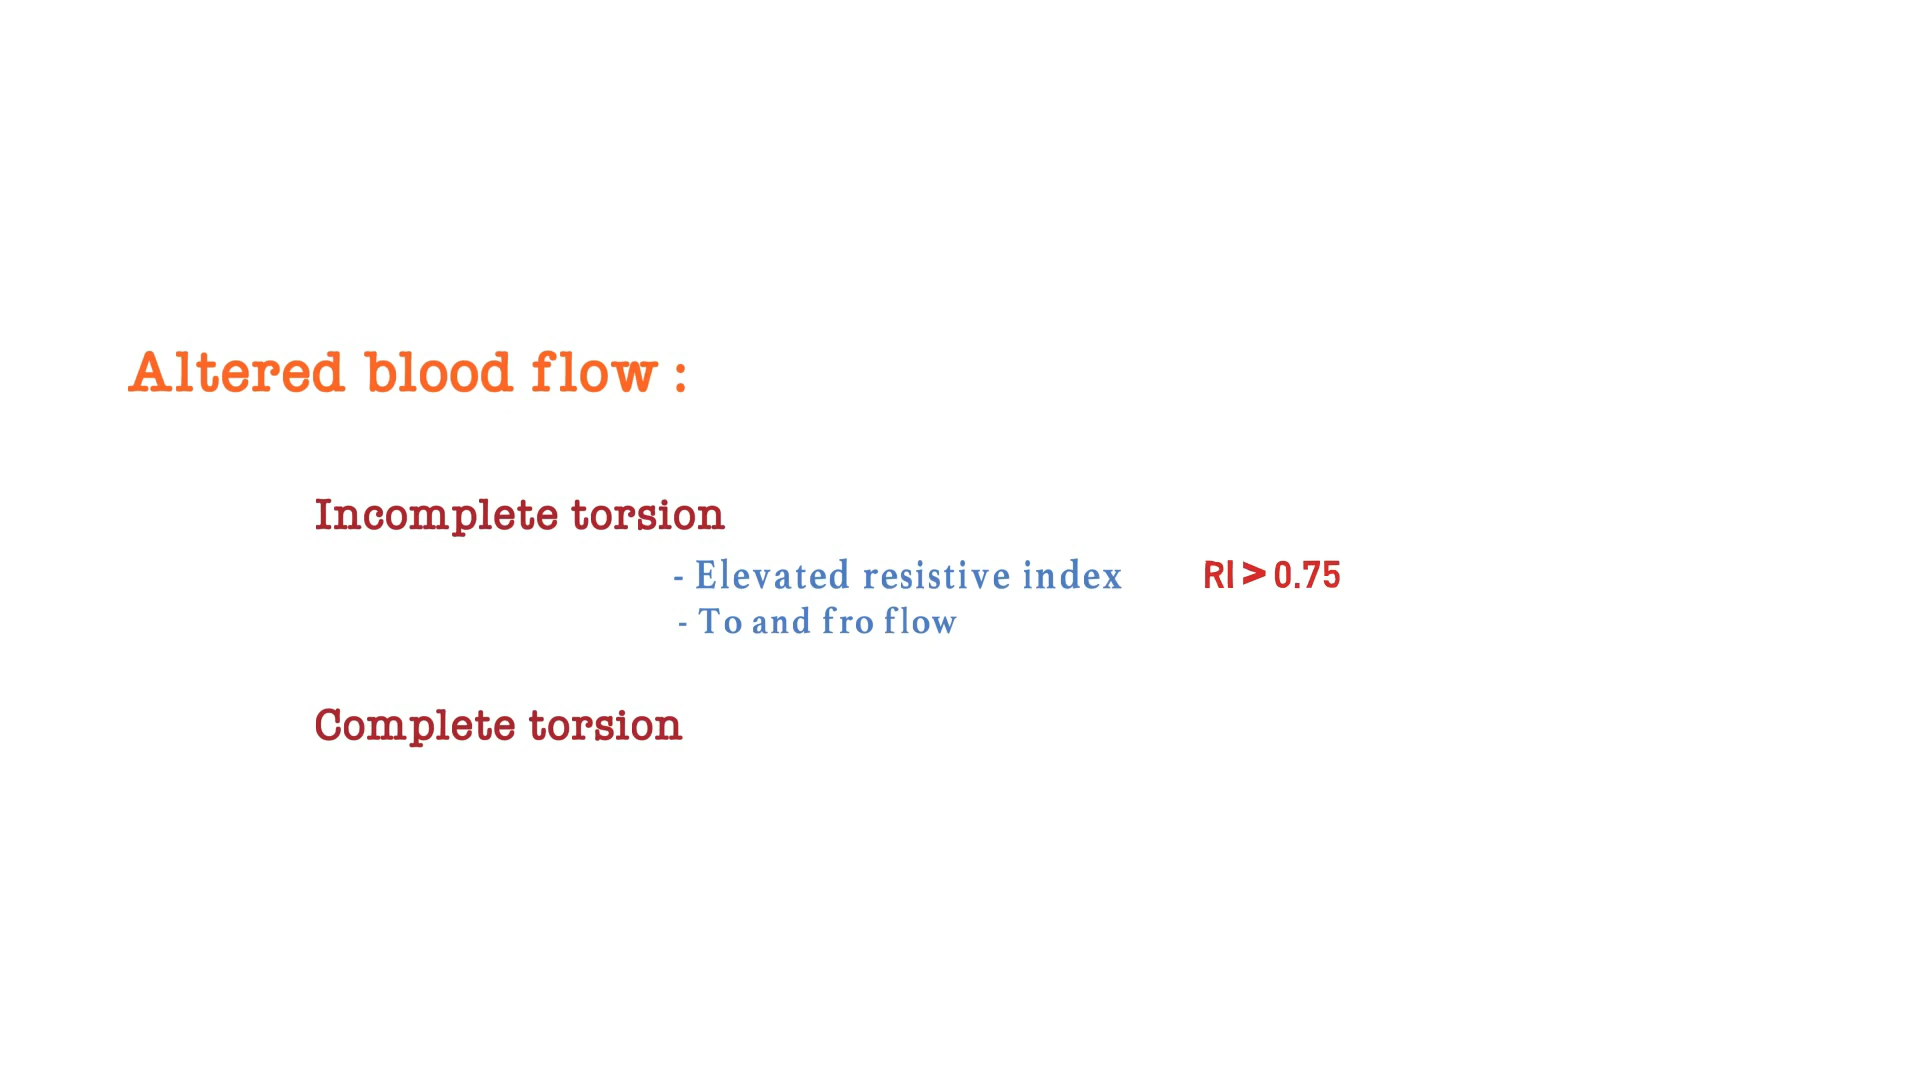 Altered blood flow :
Incomplete torsion
- Elevated resistive index RI > 0.75
- To and fro flow
Complete torsion